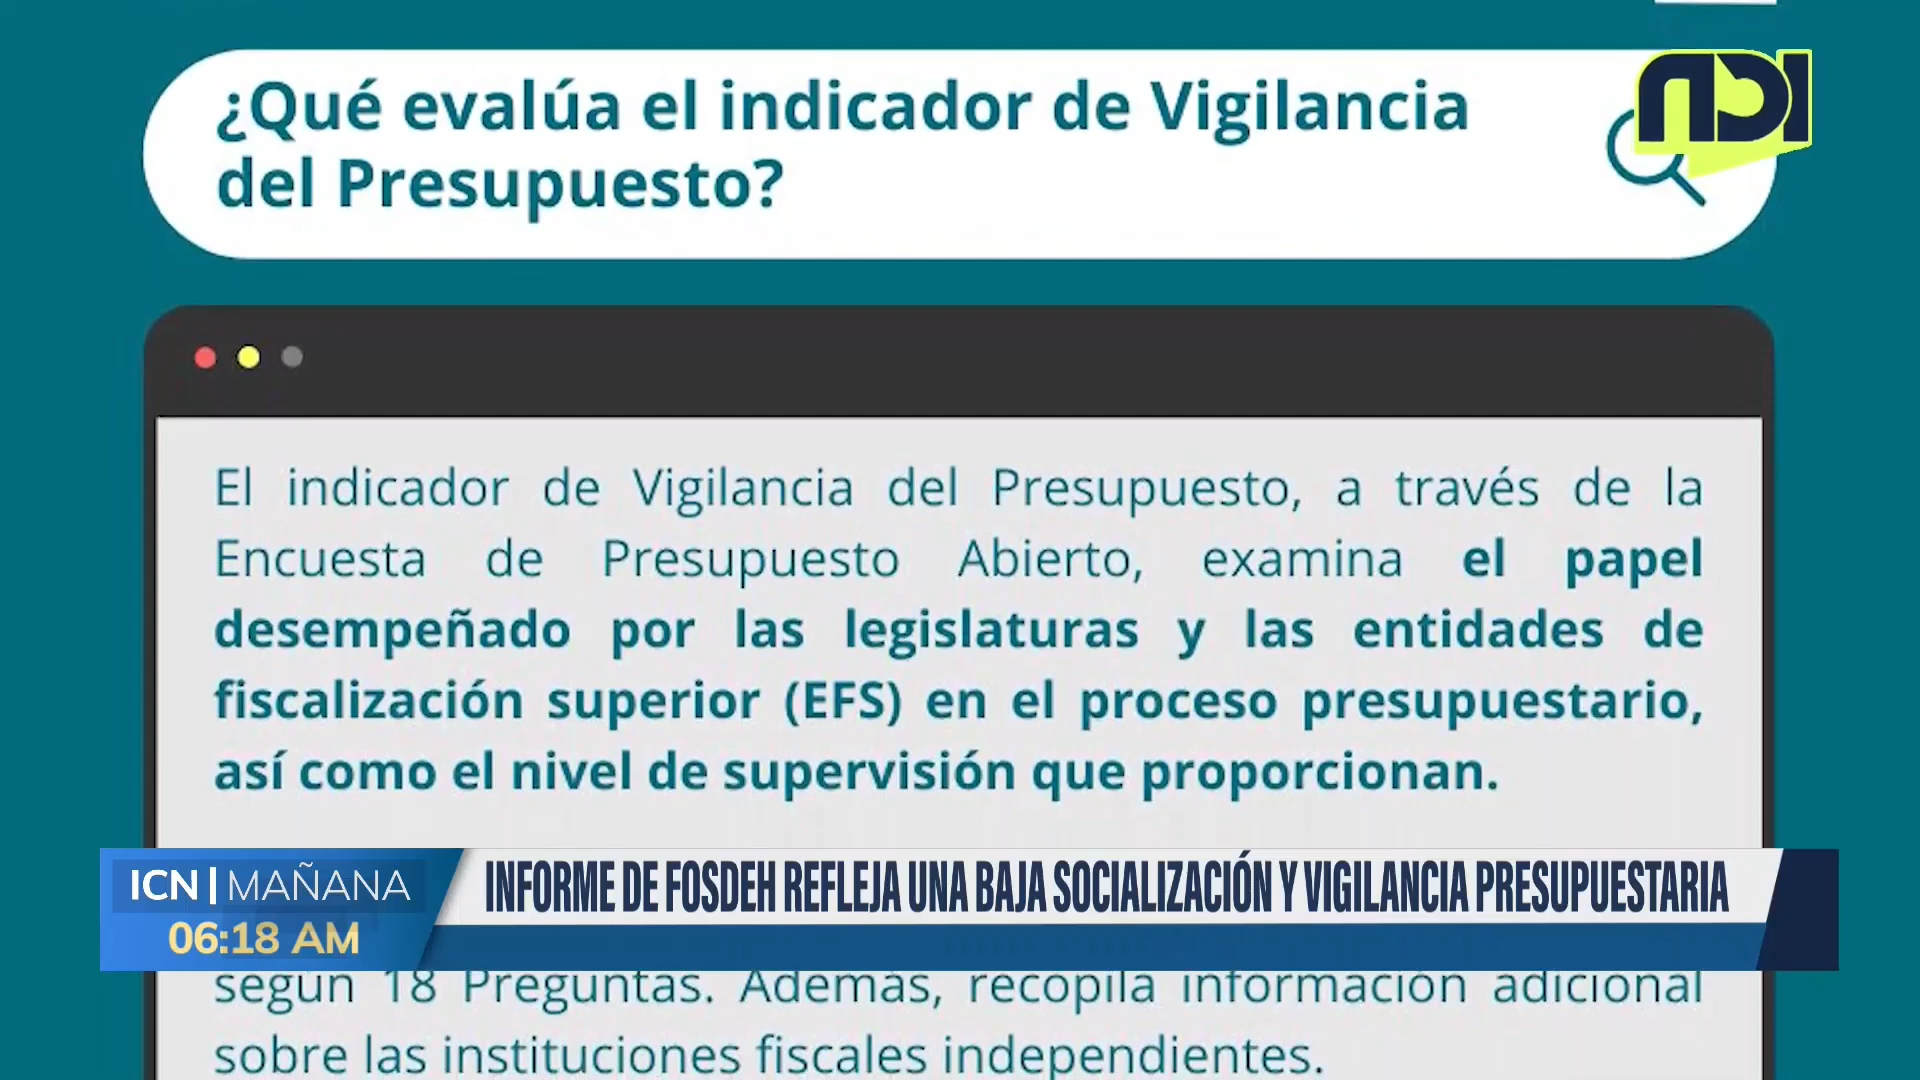 ¿Qué evalúa el indicador de Vigilancia
del Presupuesto?
ICN
El indicador de Vigilancia del Presupuesto, a través de la
Encuesta de Presupuesto Abierto, examina el papel
desempeñado por las legislaturas y las entidades de
fiscalización superior (EFS) en el proceso presupuestario,
así como el nivel de supervisión que proporcionan.
ICN | MAÑANA
06:18 AM
INFORME DE FOSDEH REFLEJA UNA BAJA SOCIALIZACIÓN Y VIGILANCIA PRESUPUESTARIA
según 18 Preguntas. Además, recopila información adicional
sobre las instituciones fiscales independientes.